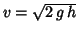 v = √(2 g h)